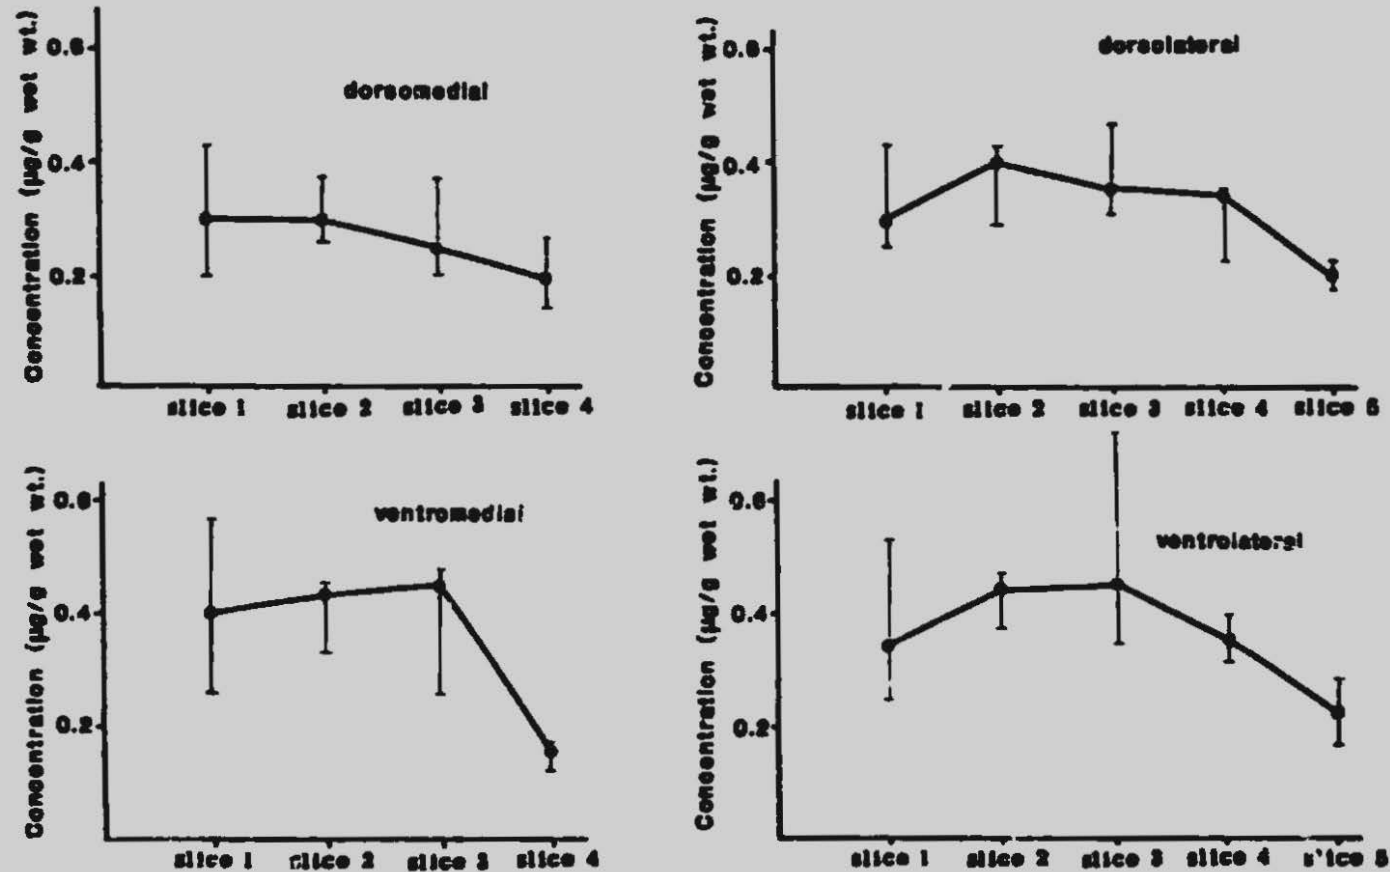 Concentration (µg/g wet wt.)
0.6
0.4
0.2
dorsomedial
slice 1 slice 2 slice 3 slice 4
Concentration (µg/g wet wt.)
0.6
0.4
0.2
dorsolateral
slice 1 slice 2 slice 3 slice 4 slice 5
Concentration (µg/g wet wt.)
0.6
0.4
0.2
ventromedial
slice 1 slice 2 slice 3 slice 4
Concentration (µg/g wet wt.)
0.6
0.4
0.2
ventrolateral
slice 1 slice 2 slice 3 slice 4 slice 5